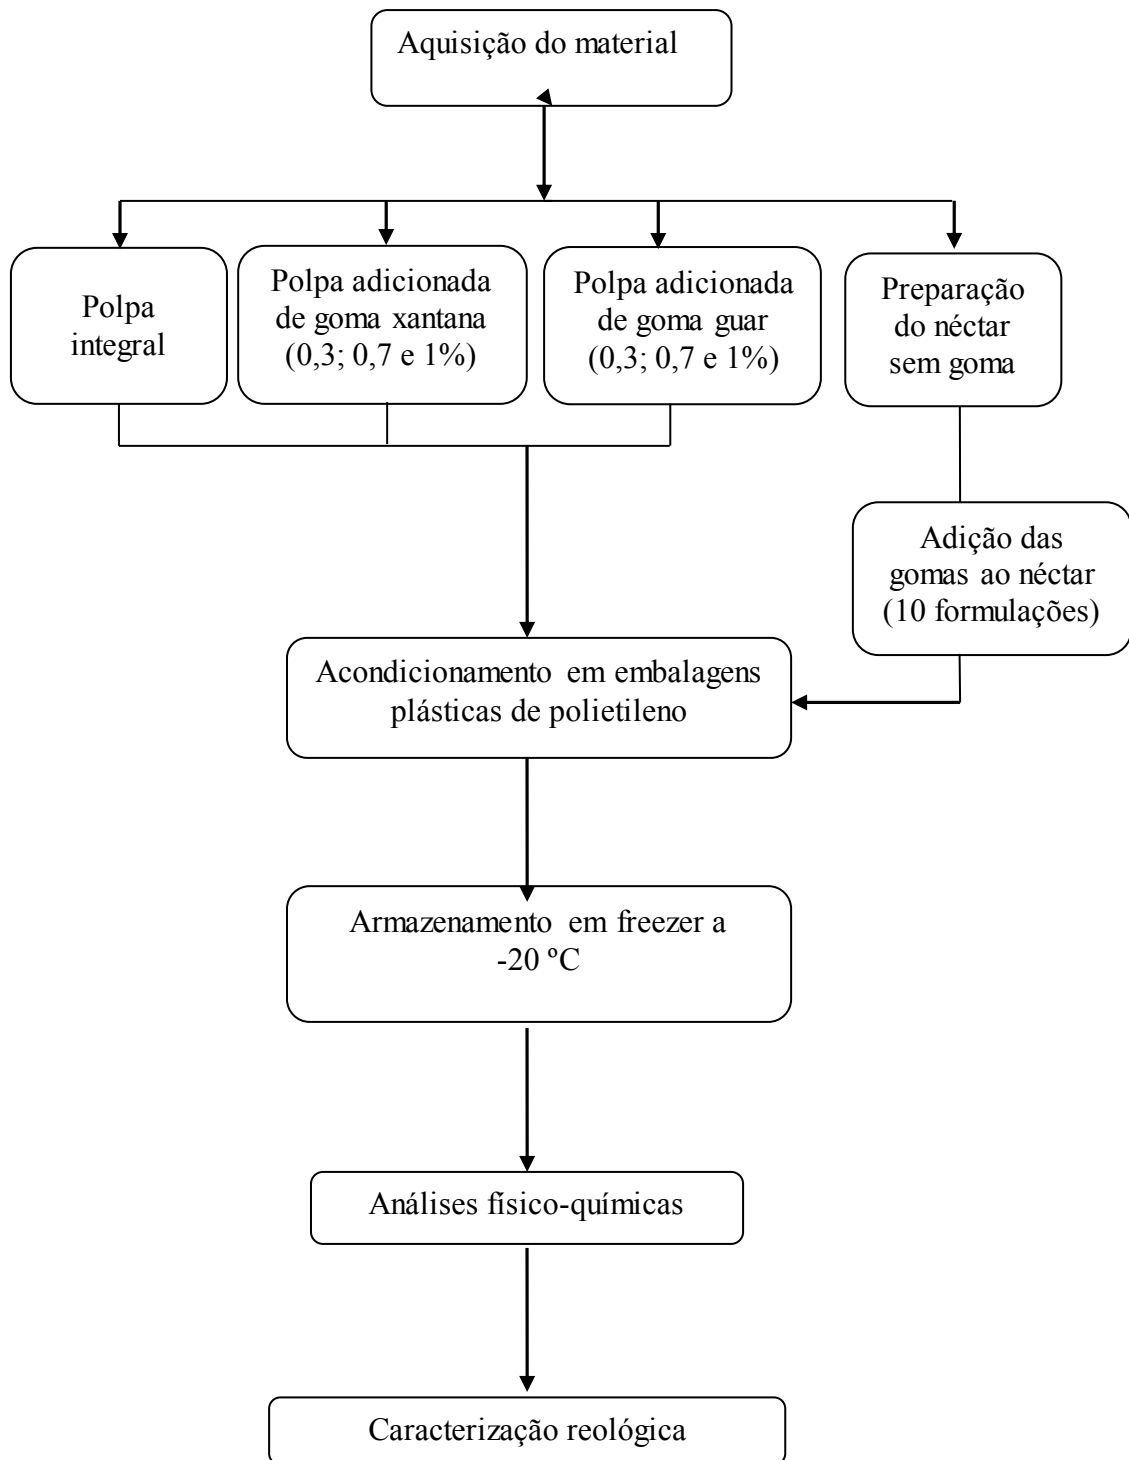 Aquisição do material
Polpa
integral
Polpa adicionada
de goma xantana
(0,3; 0,7 e 1%)
Polpa adicionada
de goma guar
(0,3; 0,7 e 1%)
Preparação
do néctar
sem goma
Adição das
gomas ao néctar
(10 formulações)
Acondicionamento em embalagens
plásticas de polietileno
Armazenamento em freezer a
-20 ºC
Análises físico-químicas
Caracterização reológica